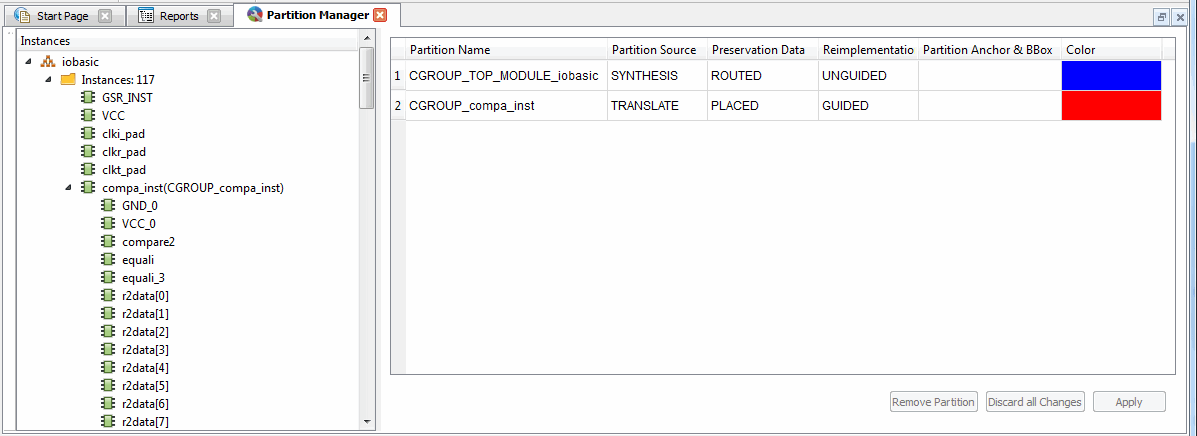 Start Page
Reports
Partition Manager
Instances
iobasic
Instances: 117
GSR_INST
VCC
clki_pad
clkr_pad
clkt_pad
compa_inst(CGROUP_compa_inst)
GND_0
VCC_0
compare2
equali
equali_3
r2data[0]
r2data[1]
r2data[2]
r2data[3]
r2data[4]
r2data[5]
r2data[6]
r2data[7]
Partition Name Partition Source Preservation Data Reimplementatio Partition Anchor & BBox Color
1 CGROUP_TOP_MODULE_iobasic SYNTHESIS ROUTED UNGUIDED
2 CGROUP_compa_inst TRANSLATE PLACED GUIDED
Remove Partition Discard all Changes Apply